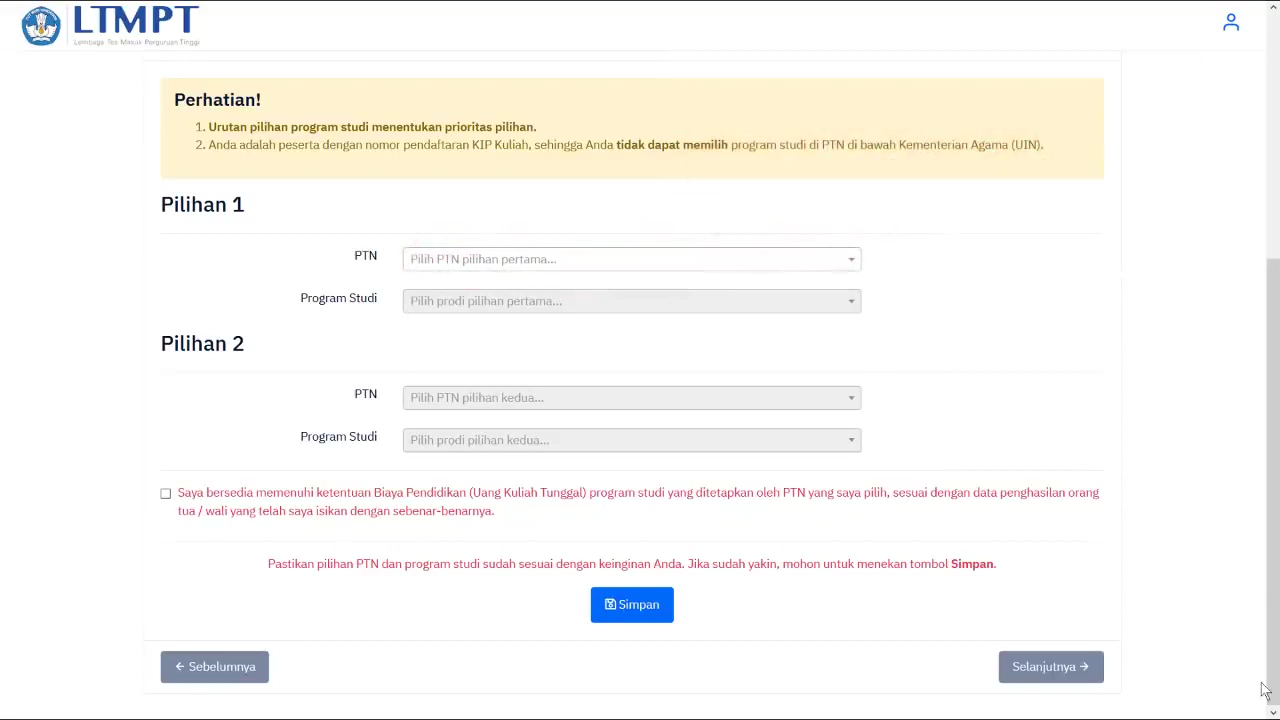 LTMPT
Lembaga Tes Masuk Perguruan Tinggi
Perhatian!
1. Urutan pilihan program studi menentukan prioritas pilihan.
2. Anda adalah peserta dengan nomor pendaftaran KIP Kuliah, sehingga Anda tidak dapat memilih program studi di PTN di bawah Kementerian Agama (UIN).
Pilihan 1
PTN
Pilih PTN pilihan pertama...
Program Studi
Pilih prodi pilihan pertama...
Pilihan 2
PTN
Pilih PTN pilihan kedua...
Program Studi
Pilih prodi pilihan kedua...
Saya bersedia memenuhi ketentuan Biaya Pendidikan (Uang Kuliah Tunggal) program studi yang ditetapkan oleh PTN yang saya pilih, sesuai dengan data penghasilan orang
tua / wali yang telah saya isikan dengan sebenar-benarnya.
Pastikan pilihan PTN dan program studi sudah sesuai dengan keinginan Anda. Jika sudah yakin, mohon untuk menekan tombol Simpan.
Simpan
← Sebelumnya
Selanjutnya →